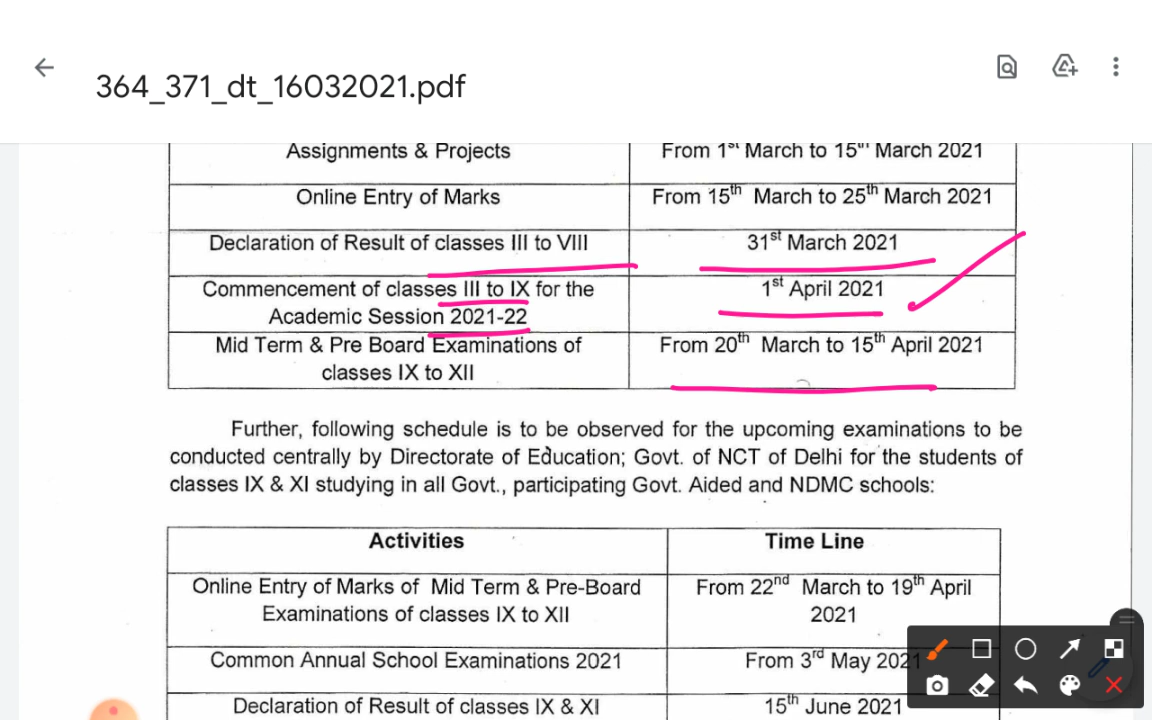 364_371_dt_16032021.pdf
Assignments & Projects
From 1st March to 15th March 2021
Online Entry of Marks
From 15th March to 25th March 2021
Declaration of Result of classes III to VIII
31st March 2021
Commencement of classes III to IX for the
Academic Session 2021-22
1st April 2021
Mid Term & Pre Board Examinations of
classes IX to XII
From 20th March to 15th April 2021
Further, following schedule is to be observed for the upcoming examinations to be
conducted centrally by Directorate of Education; Govt. of NCT of Delhi for the students of
classes IX & XI studying in all Govt., participating Govt. Aided and NDMC schools:
Activities
Time Line
Online Entry of Marks of Mid Term & Pre-Board
Examinations of classes IX to XII
From 22nd March to 19th April
2021
Common Annual School Examinations 2021
From 3rd May 2021
Declaration of Result of classes IX & XI
15th June 2021